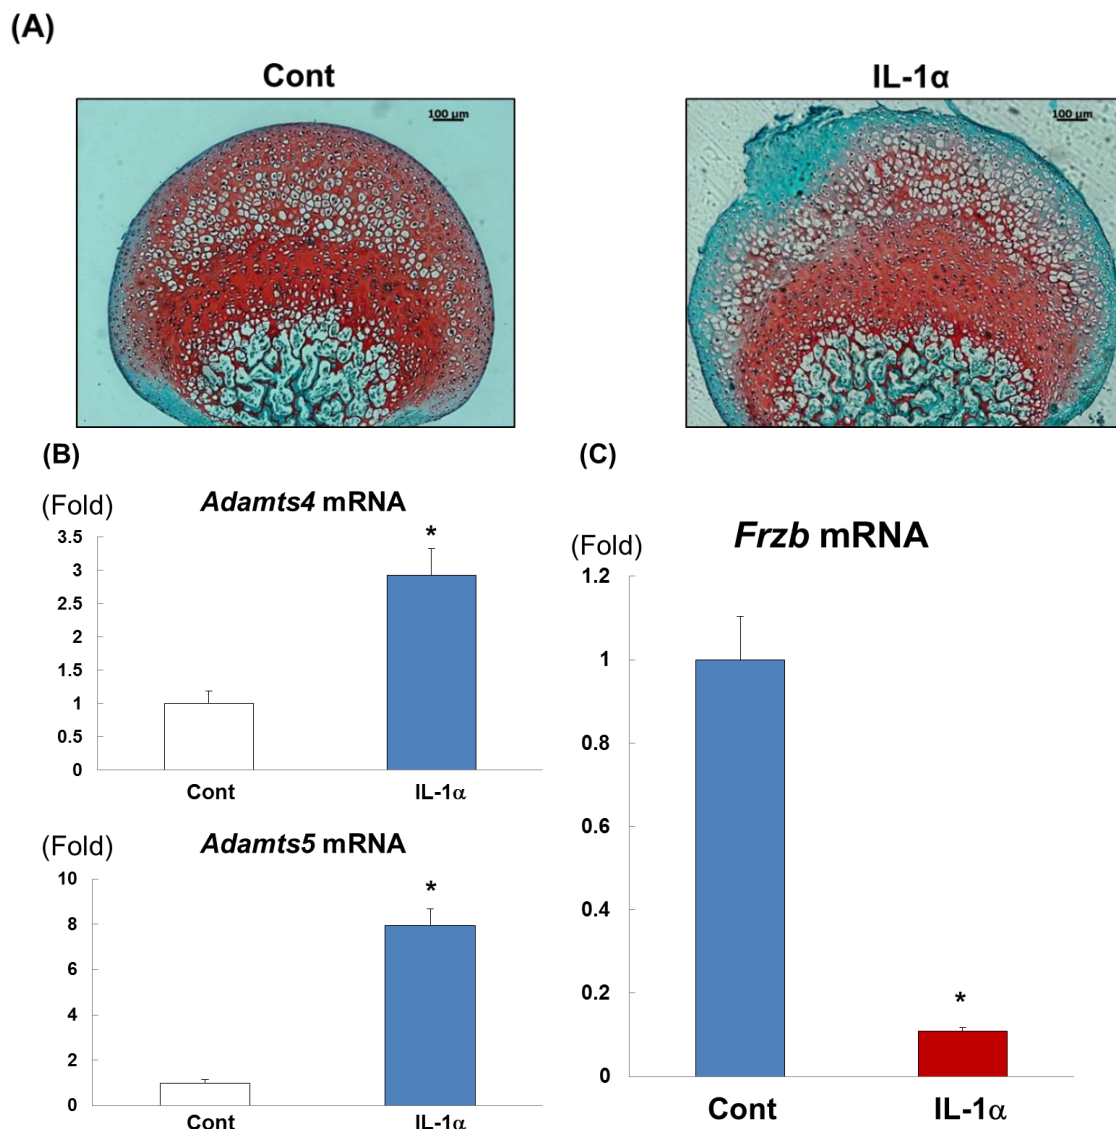 (A)
Cont
IL-1α
100 µm
100 µm
(B)
(C)
(Fold)
Adamts4 mRNA
3.5
3
2.5
2
1.5
1
0.5
0
*
Cont
IL-1α
(Fold)
Adamts5 mRNA
10
8
6
4
2
0
*
Cont
IL-1α
(Fold)
Frzb mRNA
1.2
1
0.8
0.6
0.4
0.2
0
*
Cont
IL-1α